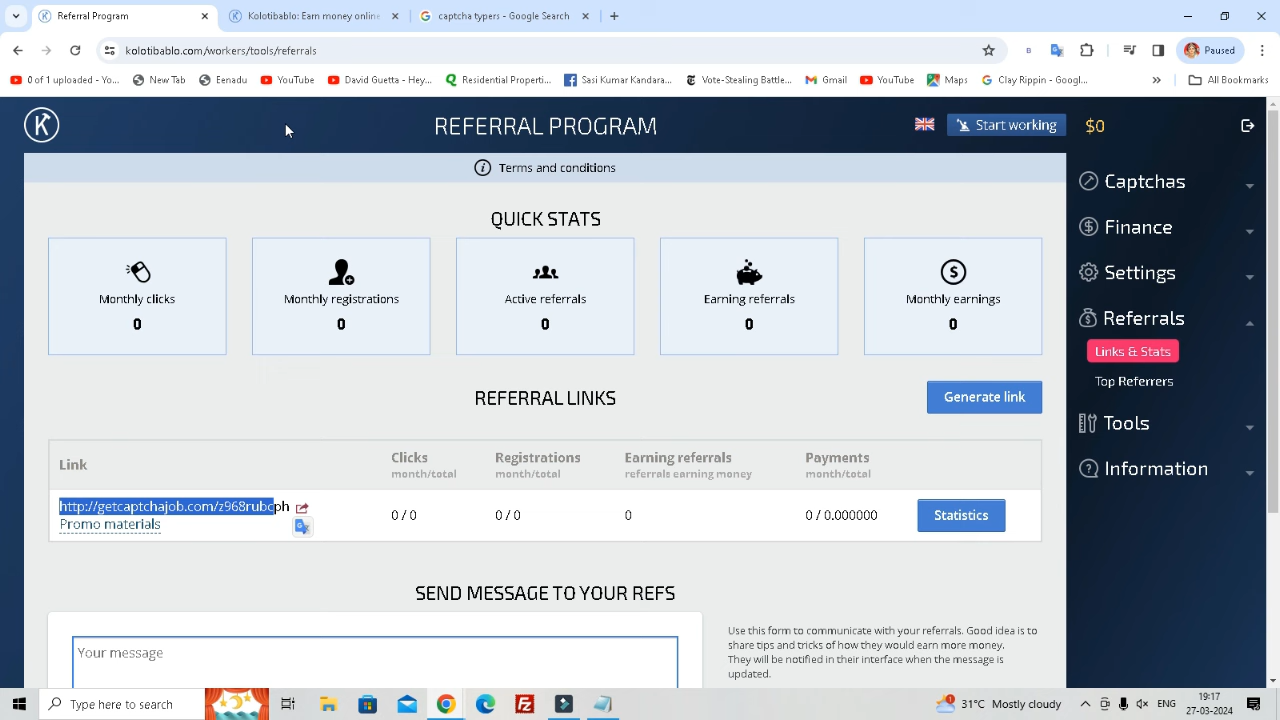 Referral Program
Kolotibablo: Earn money online
captcha typers - Google Search
kolotibablo.com/workers/tools/referrals
Paused
0 of 1 uploaded - Yo...
New Tab
Eenadu
YouTube
David Guetta - Hey...
Residential Properti...
Sasi Kumar Kandara...
Vote-Stealing Battle...
Gmail
YouTube
Maps
Clay Rippin - Googl...
All Bookmarks
K
REFERRAL PROGRAM
Start working
$0
Terms and conditions
QUICK STATS
Monthly clicks
0
Monthly registrations
0
Active referrals
0
Earning referrals
0
Monthly earnings
0
Captchas
Finance
Settings
Referrals
Links & Stats
Top Referrers
Tools
Information
REFERRAL LINKS
Generate link
Link
Clicks
month/total
Registrations
month/total
Earning referrals
referrals earning money
Payments
month/total
http://getcaptchajob.com/z968rubcph
Promo materials
0 / 0
0 / 0
0
0 / 0.000000
Statistics
SEND MESSAGE TO YOUR REFS
Your message
Use this form to communicate with your referrals. Good idea is to
share tips and tricks of how they would earn more money.
They will be notified in their interface when the message is
updated.
Type here to search
31°C Mostly cloudy
ENG
19:17
27-03-2024